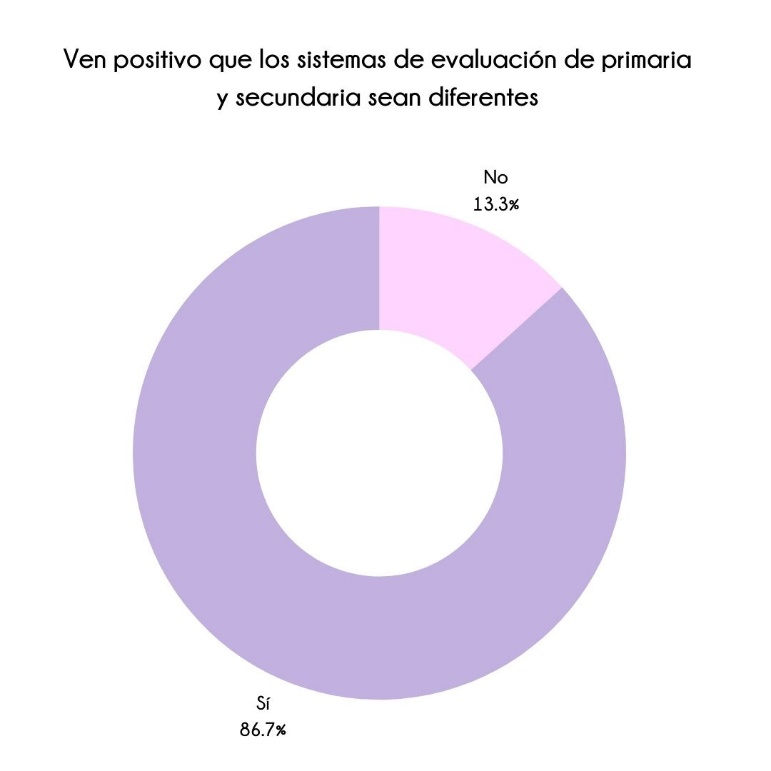 Ven positivo que los sistemas de evaluación de primaria
y secundaria sean diferentes
No
13.3%
Sí
86.7%